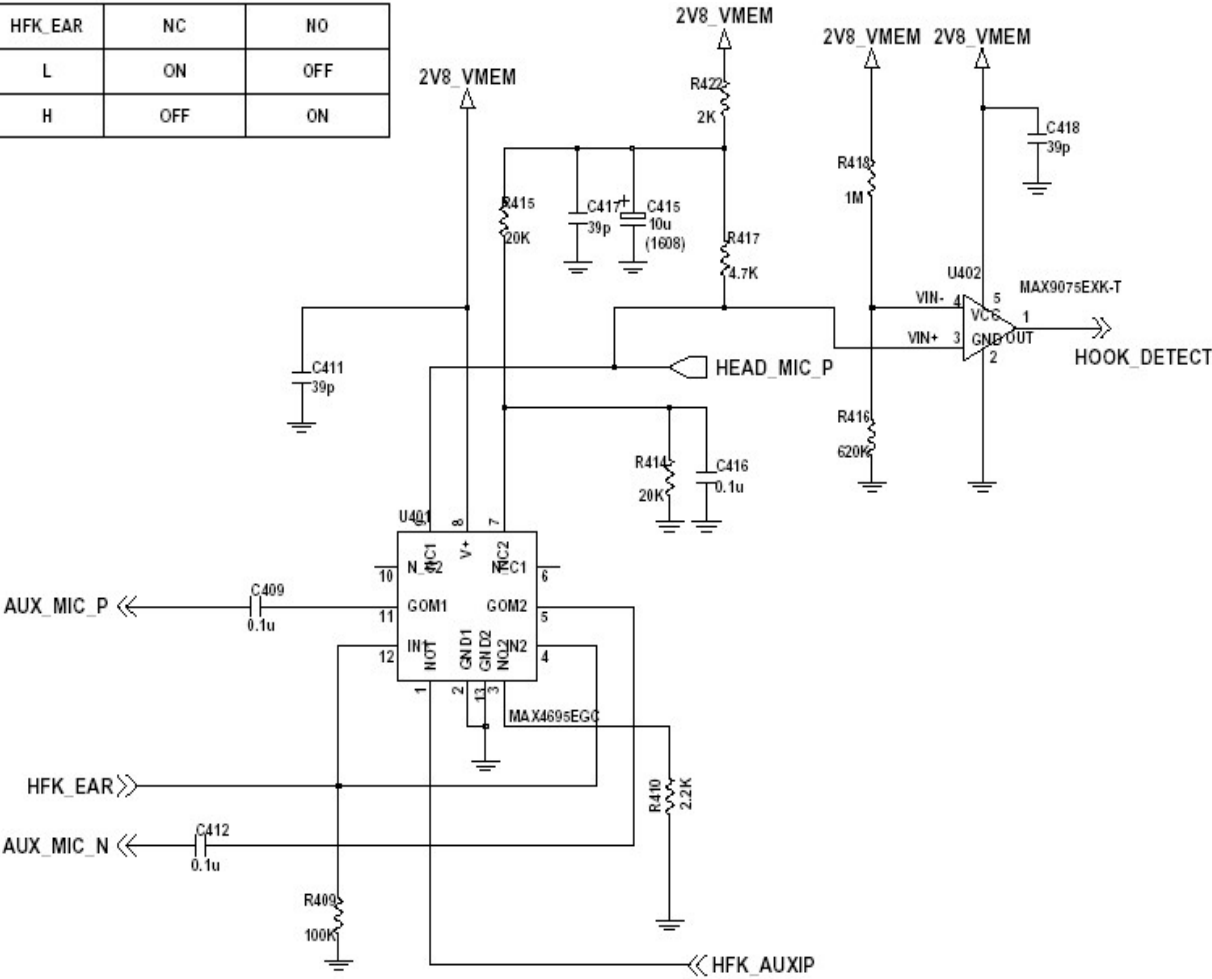 HFK_EAR NC NO
L ON OFF
H OFF ON
2V8_VMEM
2V8_VMEM
2V8_VMEM 2V8_VMEM
R422
2K
C418
39p
R418
1M
R415
20K
C417
39p
+
C415
10u
(1608)
R417
4.7K
U402
MAX9075EXK-T
VIN- 4
5
VCC
VIN+ 3
GND OUT
1
2
HOOK_DETECT
C411
39p
HEAD_MIC_P
R416
620K
R414
20K
C416
0.1u
U401
9 8 7
NC1 V+ NC2
10 N_C2 N_C1 6
AUX_MIC_P
C409
0.1u
11 GOM1 GOM2 5
12 IN1 IN2 4
NO1 GND1 GND2 NO2
1 2 13 3
MAX4695EGC
HFK_EAR
R410
2.2K
AUX_MIC_N
C412
0.1u
R409
100K
HFK_AUXIP